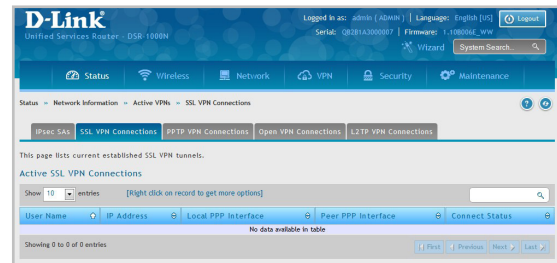 D-Link
Logged in as: admin ( ADMIN ) | Language: English [US] Logout
Unified Services Router - DSR-1000N
Serial: QB2B1A3000007 | Firmware: 1.10B006E_WW
Wizard System Search...
Status Wireless Network VPN Security Maintenance
Status » Network Information » Active VPNs » SSL VPN Connections
IPsec SAs SSL VPN Connections PPTP VPN Connections Open VPN Connections L2TP VPN Connections
This page lists current established SSL VPN tunnels.
Active SSL VPN Connections
Show 10 entries [Right click on record to get more options]
User Name IP Address Local PPP Interface Peer PPP Interface Connect Status
No data available in table
Showing 0 to 0 of 0 entries
First Previous Next Last